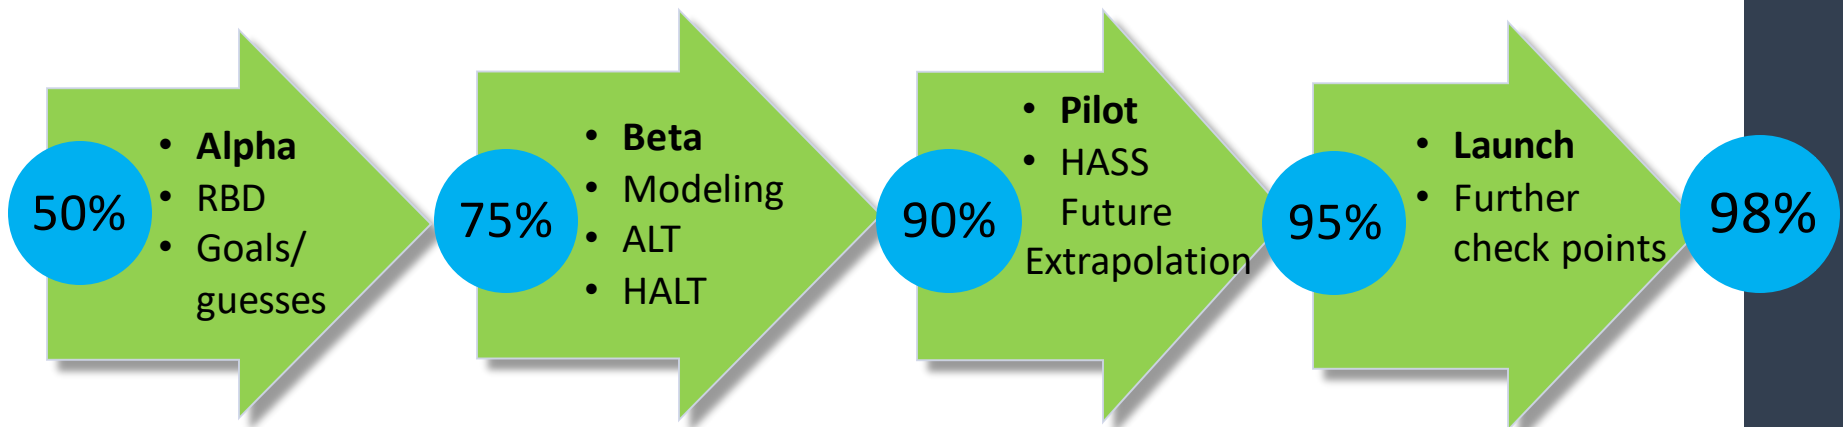 50%
• Alpha
• RBD
• Goals/
guesses
75%
• Beta
• Modeling
• ALT
• HALT
90%
• Pilot
• HASS
Future
Extrapolation
95%
• Launch
• Further
check points
98%